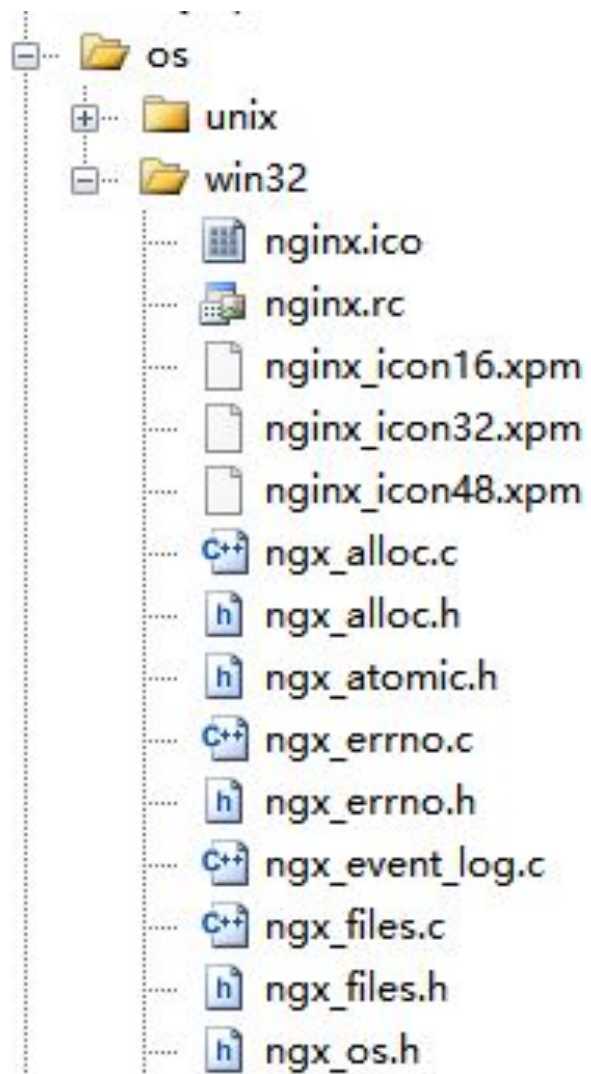 os
unix
win32
nginx.ico
nginx.rc
nginx_icon16.xpm
nginx_icon32.xpm
nginx_icon48.xpm
ngx_alloc.c
ngx_alloc.h
ngx_atomic.h
ngx_errno.c
ngx_errno.h
ngx_event_log.c
ngx_files.c
ngx_files.h
ngx_os.h